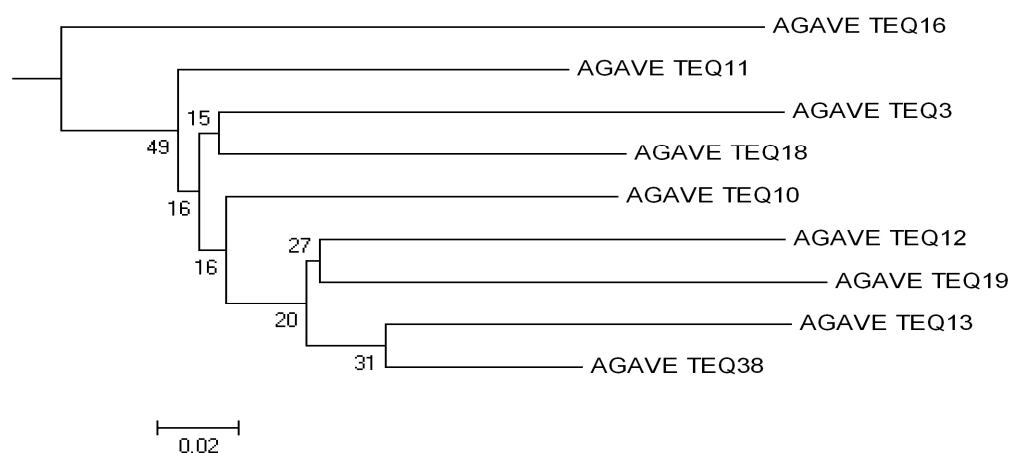 AGAVE TEQ16
AGAVE TEQ11
15
AGAVE TEQ3
49
AGAVE TEQ18
16
AGAVE TEQ10
27
AGAVE TEQ12
16
AGAVE TEQ19
20
AGAVE TEQ13
31
AGAVE TEQ38
0.02